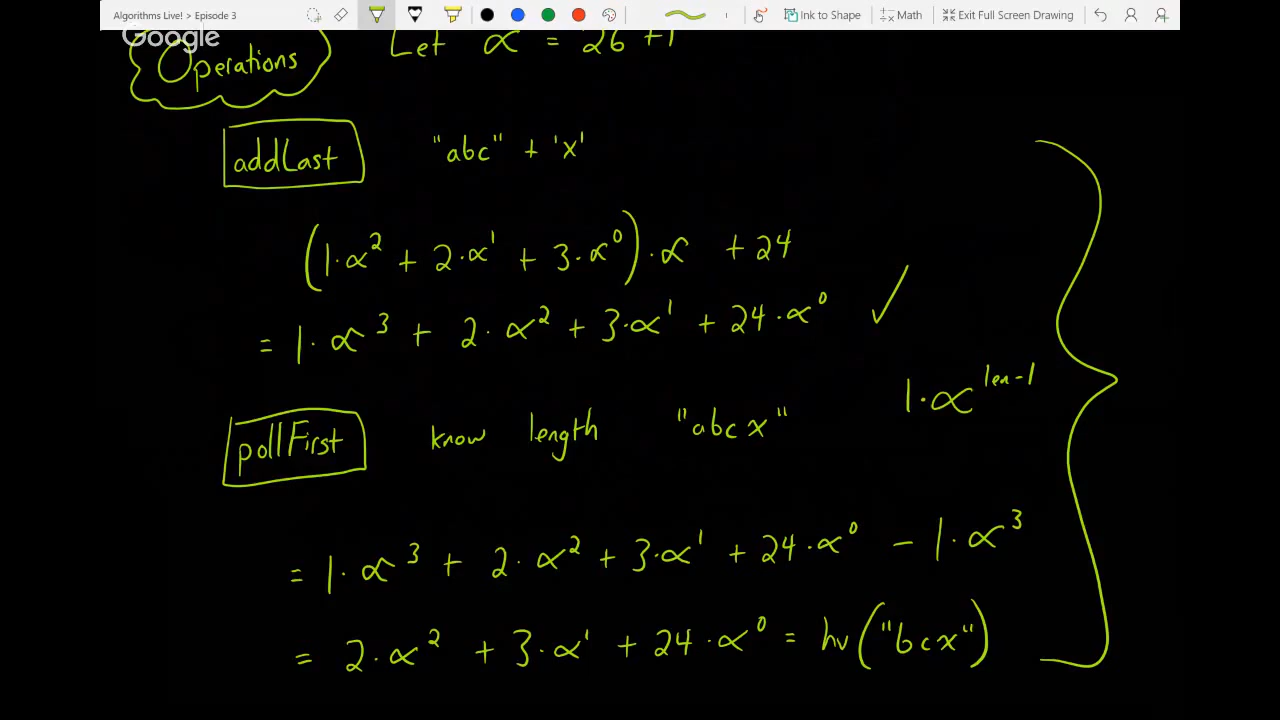 Algorithms Live! > Episode 3
Ink to Shape
Math
Exit Full Screen Drawing
Google
Operations
Let α = 26 + 1
addLast "abc" + 'x'
(1·α² + 2·α¹ + 3·α⁰)·α + 24
= 1·α³ + 2·α² + 3·α¹ + 24·α⁰ ✓
1·α^(len-1)
pollFirst know length "abcx"
= 1·α³ + 2·α² + 3·α¹ + 24·α⁰ − 1·α³
= 2·α² + 3·α¹ + 24·α⁰ = hv("bcx")